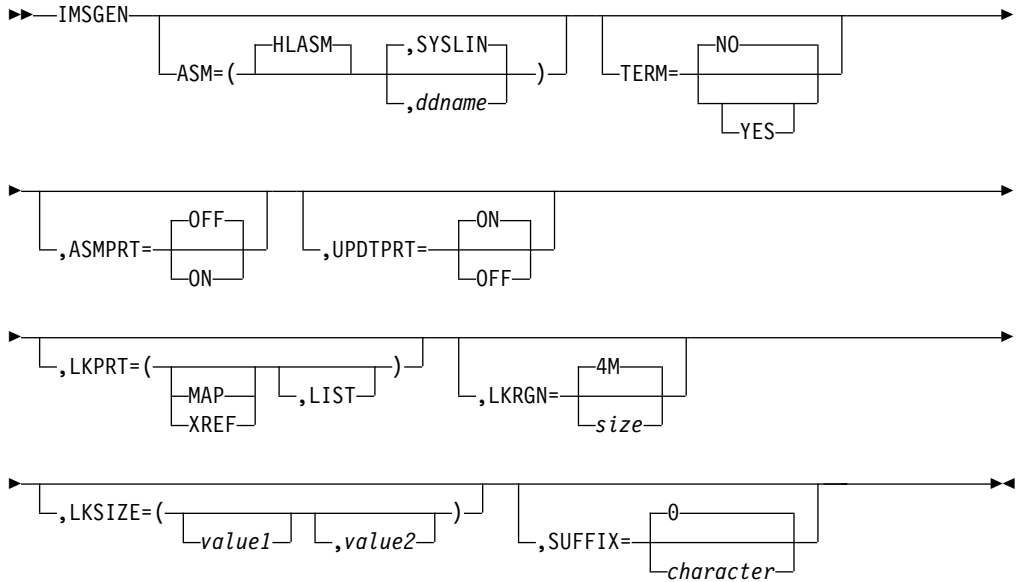 IMSGEN
HLASM ,SYSLIN NO
ASM=( ) TERM=
,ddname
YES
OFF ON
,ASMPRT= ,UPDTPRT=
ON OFF
4M
,LKPRT=( ) ,LKRGN=
MAP ,LIST
XREF size
0
,LKSIZE=( ) ,SUFFIX=
value1 ,value2
character